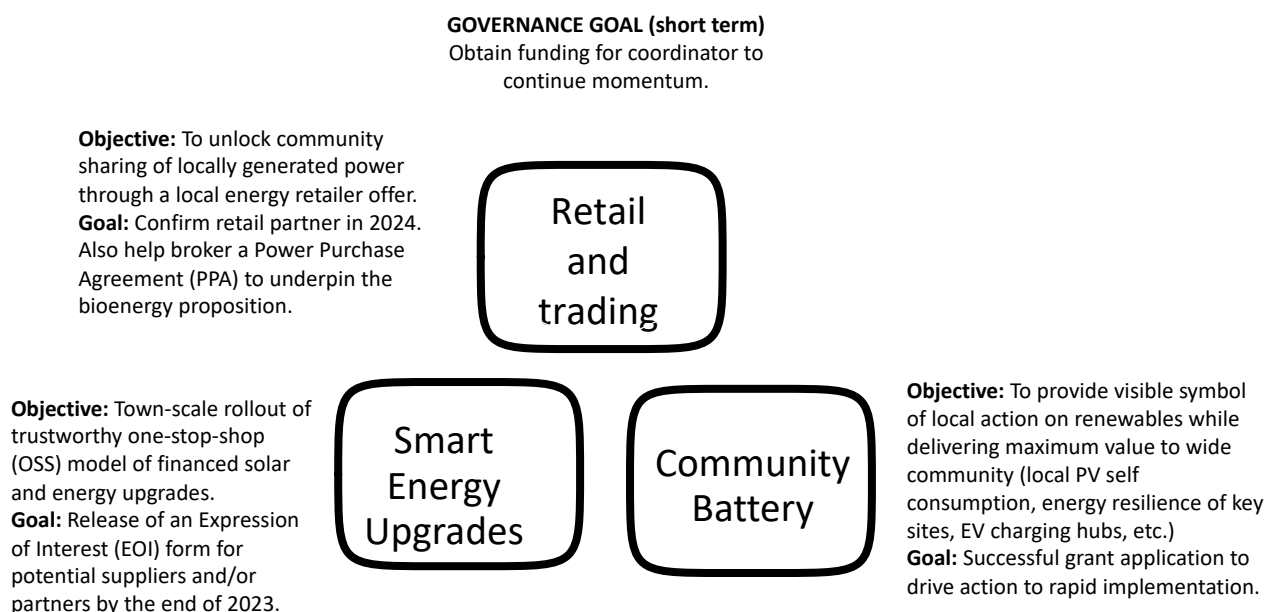 GOVERNANCE GOAL (short term)
Obtain funding for coordinator to
continue momentum.
Objective: To unlock community
sharing of locally generated power
through a local energy retailer offer.
Goal: Confirm retail partner in 2024.
Also help broker a Power Purchase
Agreement (PPA) to underpin the
bioenergy proposition.
Retail
and
trading
Objective: Town-scale rollout of
trustworthy one-stop-shop
(OSS) model of financed solar
and energy upgrades.
Goal: Release of an Expression
of Interest (EOI) form for
potential suppliers and/or
partners by the end of 2023.
Smart
Energy
Upgrades
Community
Battery
Objective: To provide visible symbol
of local action on renewables while
delivering maximum value to wide
community (local PV self
consumption, energy resilience of key
sites, EV charging hubs, etc.)
Goal: Successful grant application to
drive action to rapid implementation.